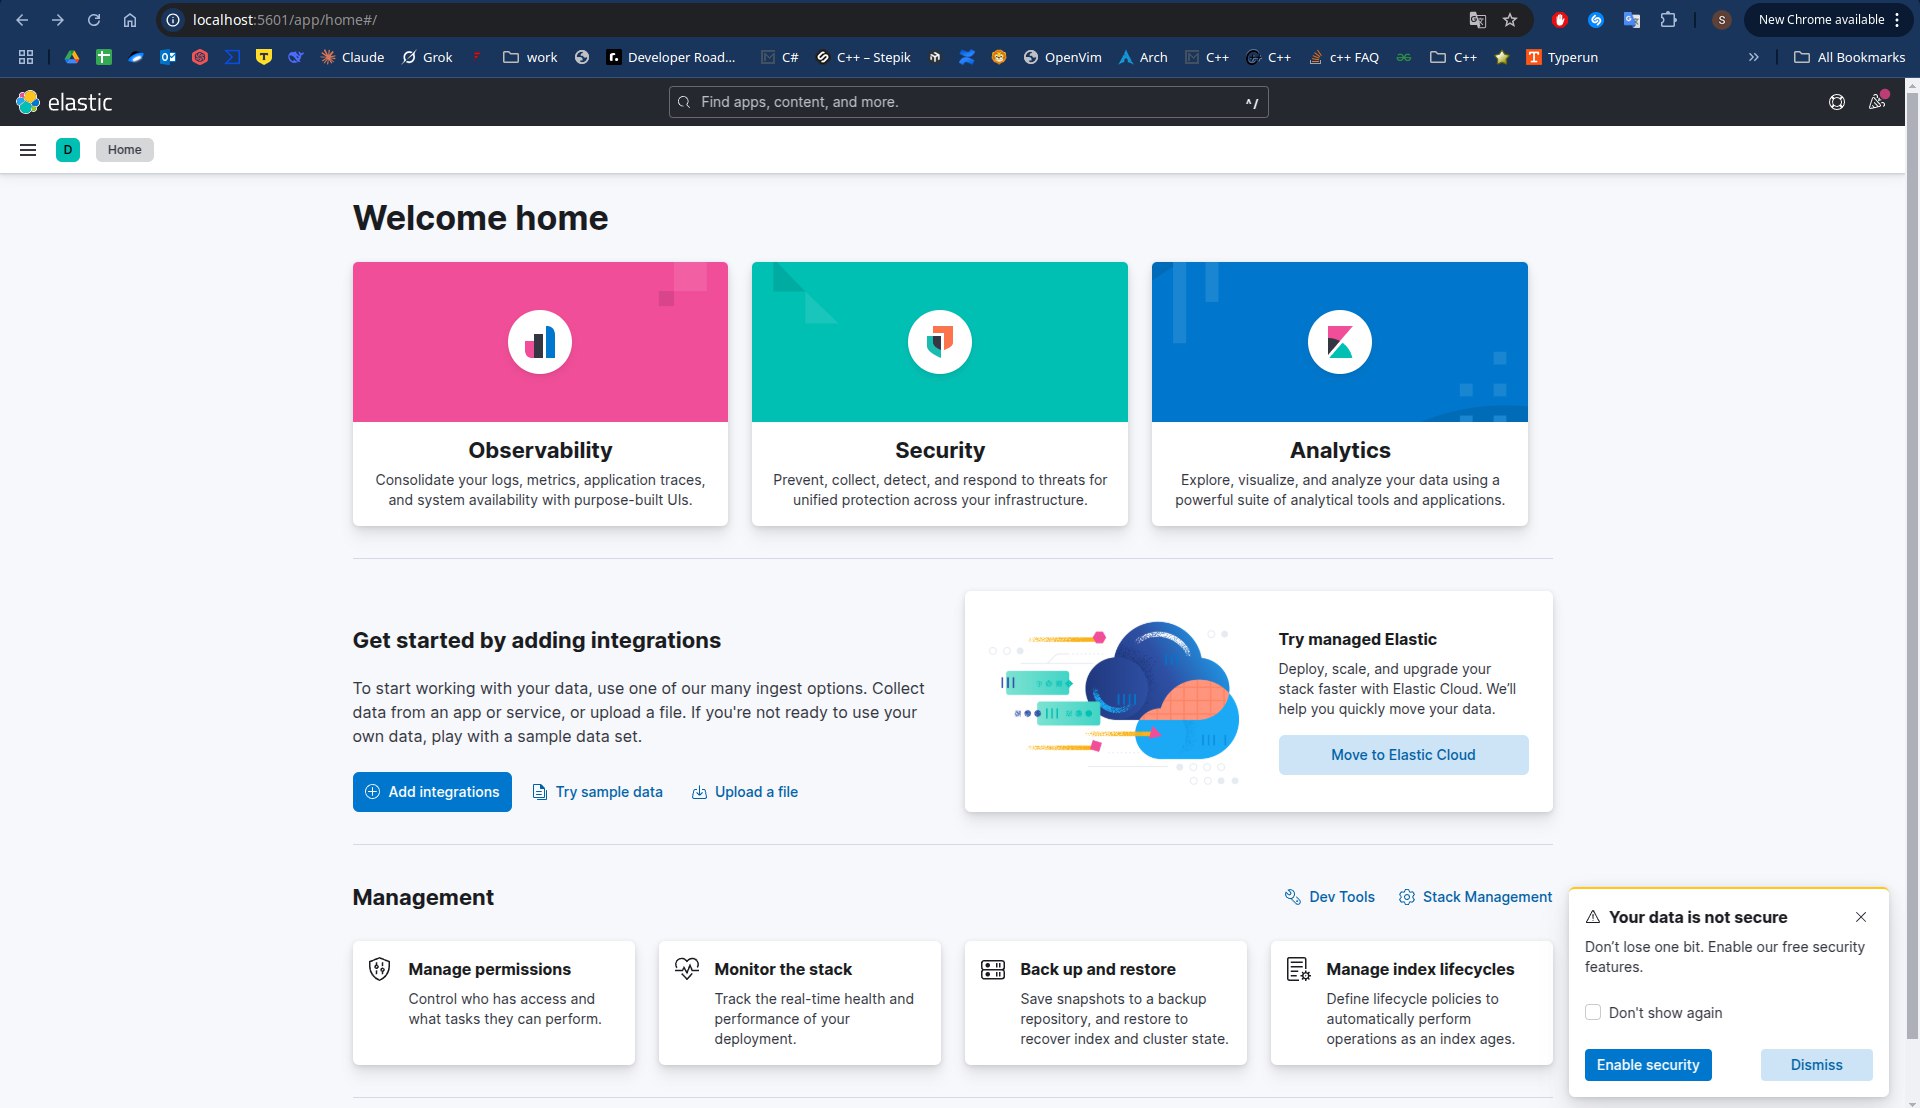 localhost:5601/app/home#/
S
New Chrome available
Claude
Grok
work
Developer Road...
C#
C++ – Stepik
OpenVim
Arch
C++
C++
c++ FAQ
C++
Typerun
»
All Bookmarks
elastic
Find apps, content, and more.
^/
D
Home
Welcome home
Observability
Consolidate your logs, metrics, application traces,
and system availability with purpose-built UIs.
Security
Prevent, collect, detect, and respond to threats for
unified protection across your infrastructure.
Analytics
Explore, visualize, and analyze your data using a
powerful suite of analytical tools and applications.
Get started by adding integrations
To start working with your data, use one of our many ingest options. Collect
data from an app or service, or upload a file. If you're not ready to use your
own data, play with a sample data set.
Add integrations
Try sample data
Upload a file
Try managed Elastic
Deploy, scale, and upgrade your
stack faster with Elastic Cloud. We’ll
help you quickly move your data.
Move to Elastic Cloud
Management
Dev Tools
Stack Management
Manage permissions
Control who has access and
what tasks they can perform.
Monitor the stack
Track the real-time health and
performance of your
deployment.
Back up and restore
Save snapshots to a backup
repository, and restore to
recover index and cluster state.
Manage index lifecycles
Define lifecycle policies to
automatically perform
operations as an index ages.
Your data is not secure
Don’t lose one bit. Enable our free security
features.
Don't show again
Enable security
Dismiss